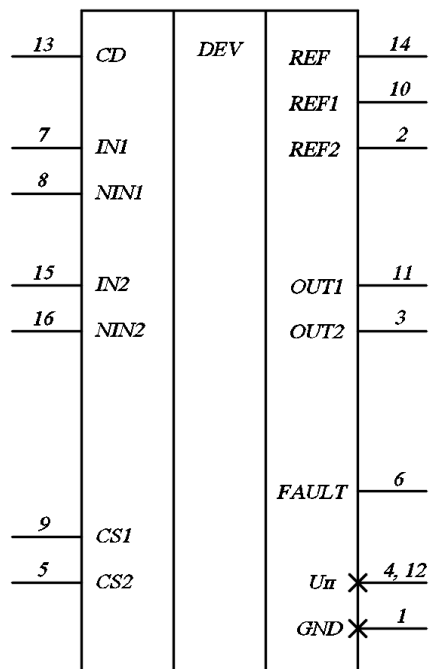 13 CD DEV REF 14
REF1 10
7 IN1 REF2 2
8 NIN1
15 IN2 OUT1 11
16 NIN2 OUT2 3
FAULT 6
9 CS1
5 CS2 Uп 4, 12
GND 1